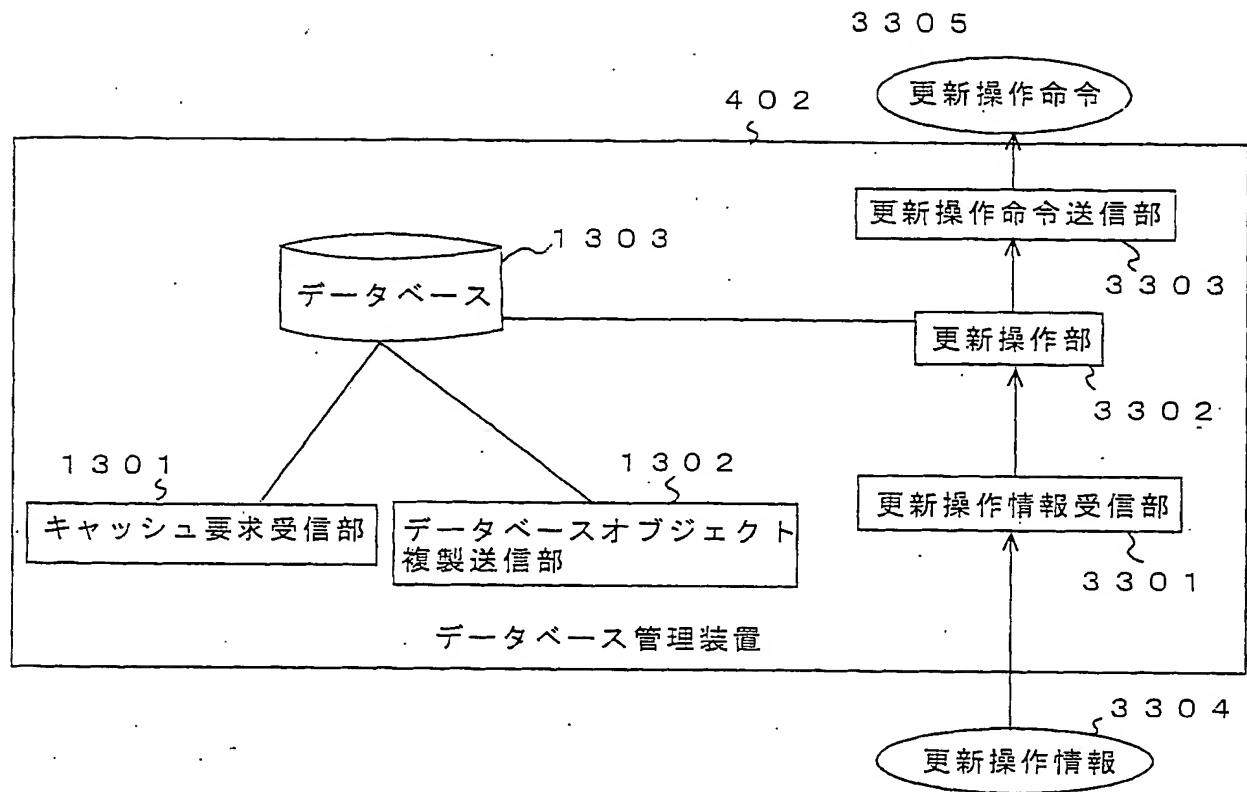 ３３０５
更新操作命令
４０２
更新操作命令送信部
１３０３
データベース
３３０３
更新操作部
３３０２
１３０１
キャッシュ要求受信部
１３０２
データベースオブジェクト
複製送信部
更新操作情報受信部
３３０１
データベース管理装置
３３０４
更新操作情報